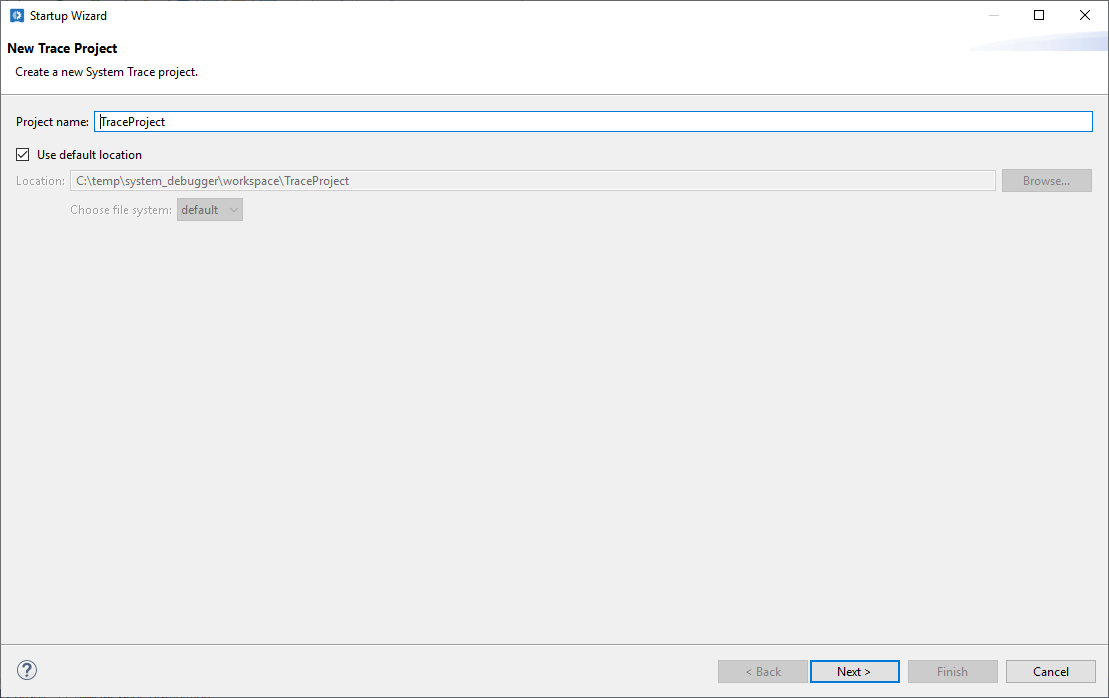 Startup Wizard
New Trace Project
Create a new System Trace project.
Project name: TraceProject
Use default location
Location: C:\temp\system_debugger\workspace\TraceProject Browse...
Choose file system: default
? < Back Next > Finish Cancel